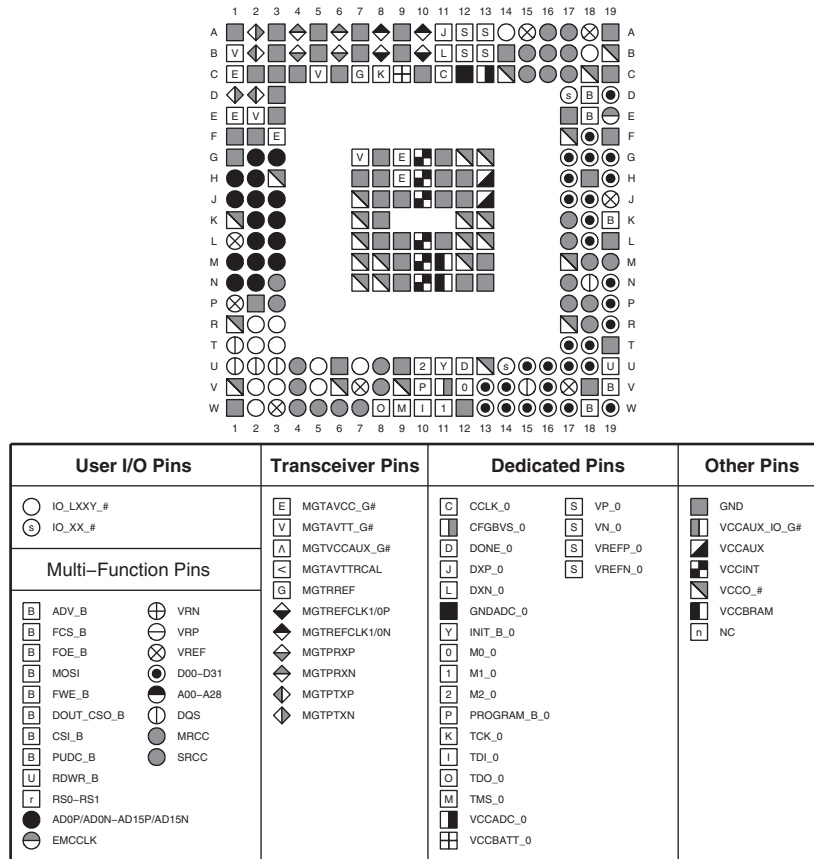 1 2 3 4 5 6 7 8 9 10 11 12 13 14 15 16 17 18 19
A J S S A
B V L S S B
C E V G K C C
D s B D
E E V B E
F E F
G V E G
H E H
J J
K B K
L L
M M
N N
P P
R R
T T
U 2 Y D s U U
V P 0 B V
W O M I 1 B W
1 2 3 4 5 6 7 8 9 10 11 12 13 14 15 16 17 18 19
User I/O Pins
IO_LXXY_#
s IO_XX_#
Multi−Function Pins
B ADV_B
B FCS_B
B FOE_B
B MOSI
B FWE_B
B DOUT_CSO_B
B CSI_B
B PUDC_B
U RDWR_B
r RS0−RS1
AD0P/AD0N−AD15P/AD15N
EMCCLK
VRN
VRP
VREF
D00−D31
A00−A28
DQS
MRCC
SRCC
Transceiver Pins
E MGTAVCC_G#
V MGTAVTT_G#
Λ MGTVCCAUX_G#
< MGTAVTTRCAL
G MGTRREF
MGTREFCLK1/0P
MGTREFCLK1/0N
MGTPRXP
MGTPRXN
MGTPTXP
MGTPTXN
Dedicated Pins
C CCLK_0
CFGBVS_0
D DONE_0
J DXP_0
L DXN_0
GNDADC_0
Y INIT_B_0
0 M0_0
1 M1_0
2 M2_0
P PROGRAM_B_0
K TCK_0
I TDI_0
O TDO_0
M TMS_0
VCCADC_0
VCCBATT_0
S VP_0
S VN_0
S VREFP_0
S VREFN_0
Other Pins
GND
VCCAUX_IO_G#
VCCAUX
VCCINT
VCCO_#
VCCBRAM
n NC